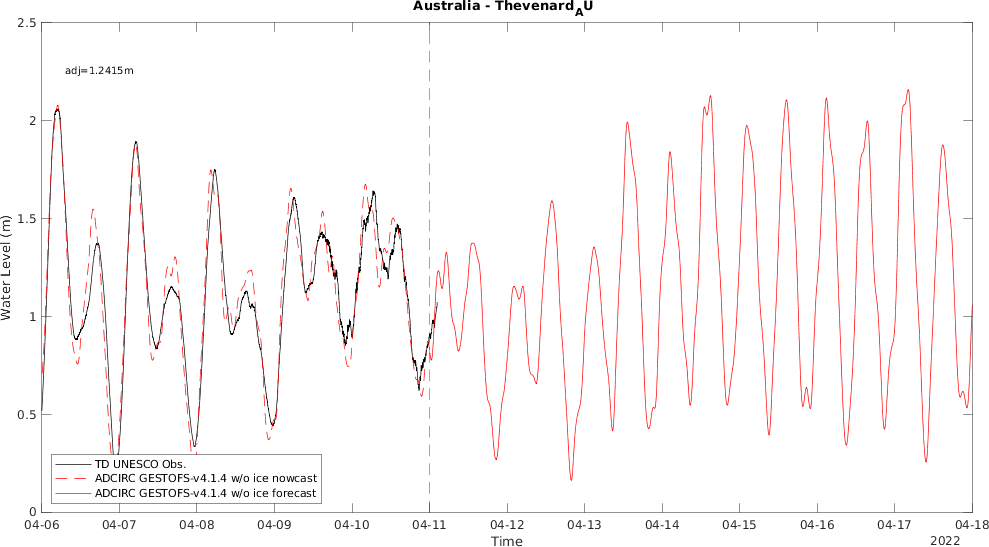 Australia - Thevenard_AU
adj=1.2415m
Water Level (m)
2.5
2
1.5
1
0.5
0
TD UNESCO Obs.
ADCIRC GESTOFS-v4.1.4 w/o ice nowcast
ADCIRC GESTOFS-v4.1.4 w/o ice forecast
04-06 04-07 04-08 04-09 04-10 04-11 04-12 04-13 04-14 04-15 04-16 04-17 04-18
Time
2022